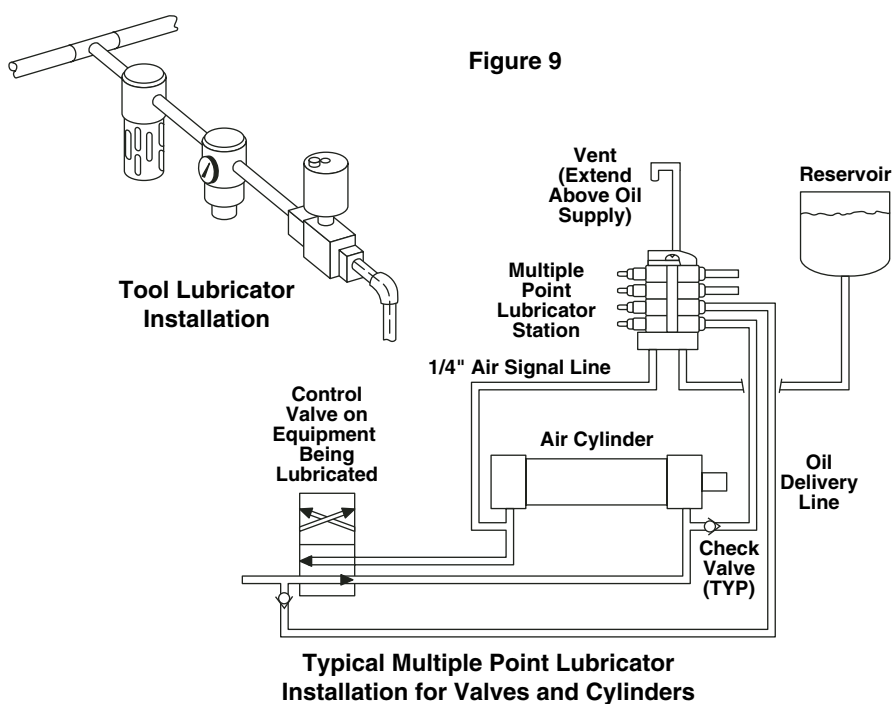 Figure 9
Tool Lubricator
Installation
Vent
(Extend
Above Oil
Supply)
Reservoir
Multiple
Point
Lubricator
Station
1/4" Air Signal Line
Control
Valve on
Equipment
Being
Lubricated
Air Cylinder
Oil
Delivery
Line
Check
Valve
(TYP)
Typical Multiple Point Lubricator
Installation for Valves and Cylinders